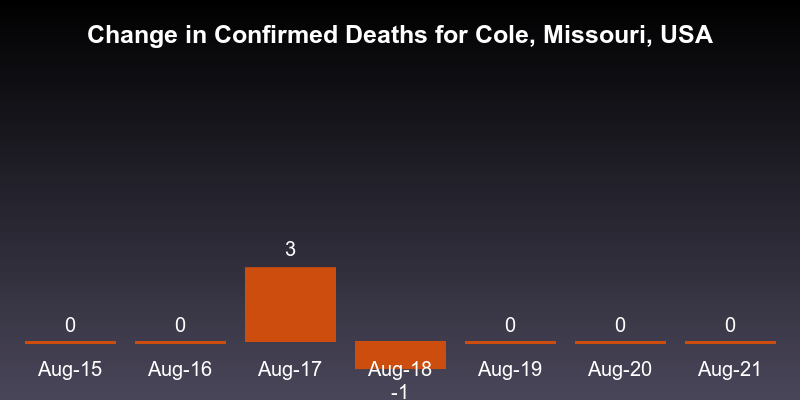 Change in Confirmed Deaths for Cole, Missouri, USA
3
0 0 0 0 0
Aug-15 Aug-16 Aug-17 Aug-18 Aug-19 Aug-20 Aug-21
-1